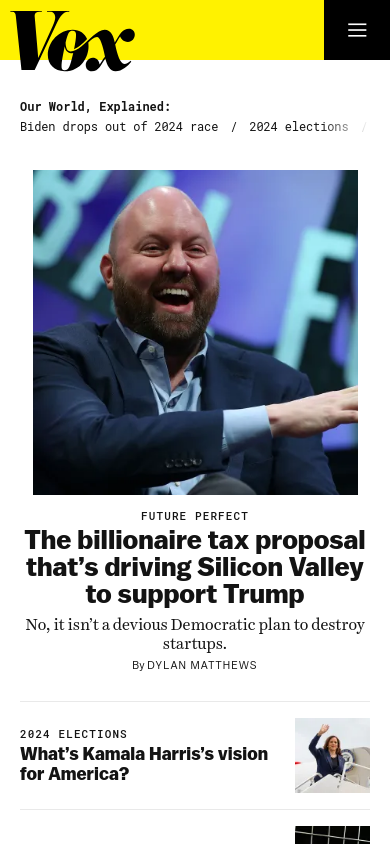 Vox
Our World, Explained:
Biden drops out of 2024 race / 2024 elections /
FUTURE PERFECT
The billionaire tax proposal
that’s driving Silicon Valley
to support Trump
No, it isn’t a devious Democratic plan to destroy
startups.
By DYLAN MATTHEWS
2024 ELECTIONS
What’s Kamala Harris’s vision
for America?